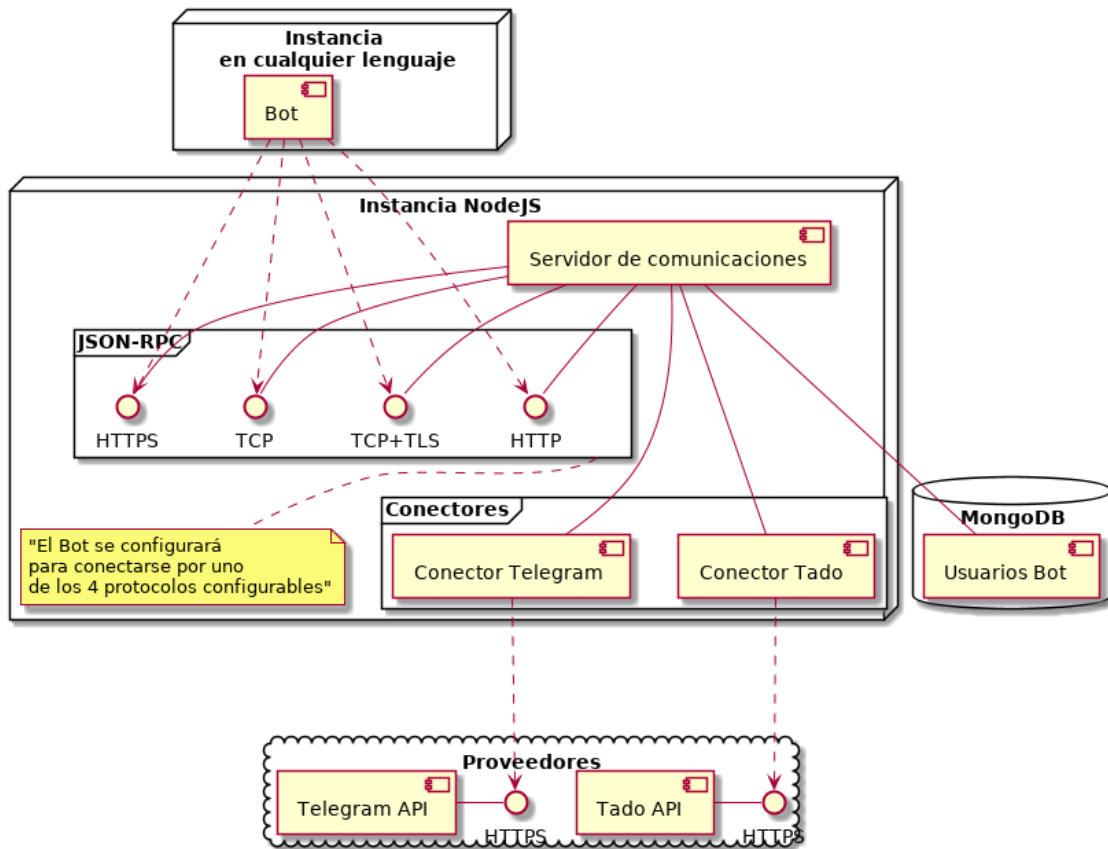 Instancia
en cualquier lenguaje
Bot
Instancia NodeJS
Servidor de comunicaciones
JSON-RPC
HTTPS
TCP
TCP+TLS
HTTP
"El Bot se configurará
para conectarse por uno
de los 4 protocolos configurables"
Conectores
Conector Telegram
Conector Tado
MongoDB
Usuarios Bot
Proveedores
Telegram API
HTTPS
Tado API
HTTPS